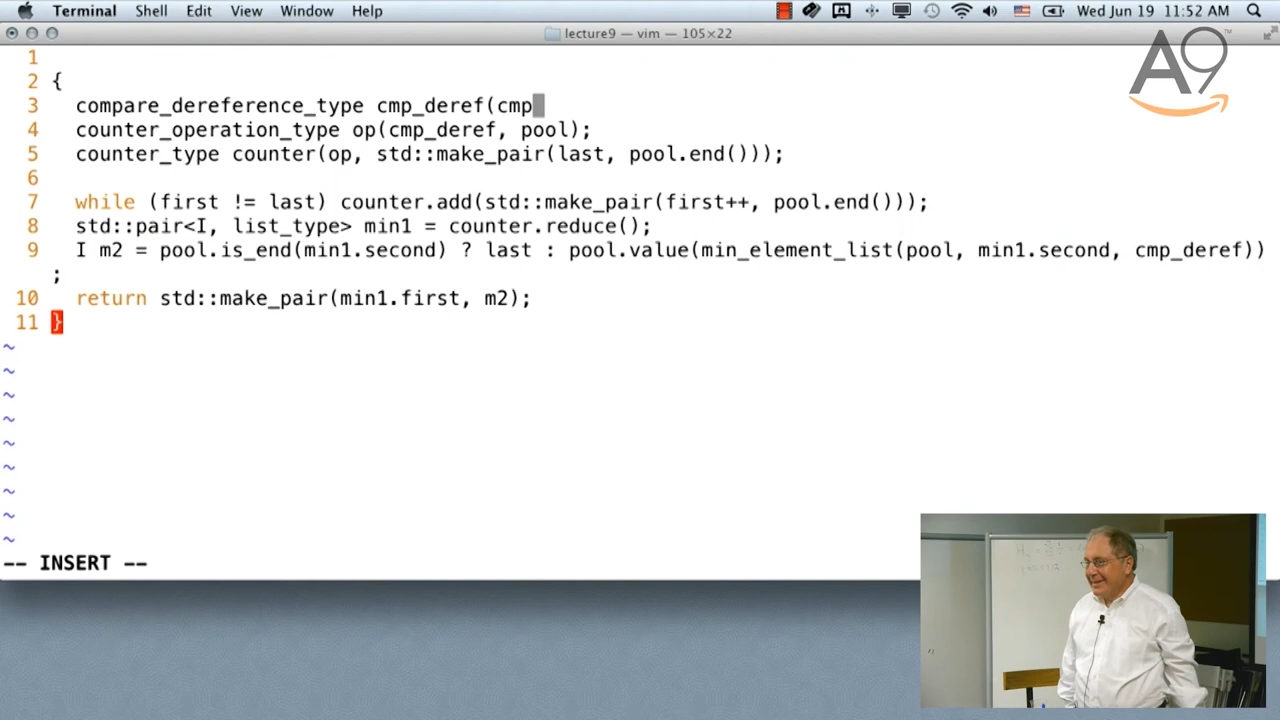 Terminal Shell Edit View Window Help Wed Jun 19 11:52 AM
lecture9 — vim — 105×22
A9™
1
2 {
3 compare_dereference_type cmp_deref(cmp
4 counter_operation_type op(cmp_deref, pool);
5 counter_type counter(op, std::make_pair(last, pool.end()));
6
7 while (first != last) counter.add(std::make_pair(first++, pool.end()));
8 std::pair<I, list_type> min1 = counter.reduce();
9 I m2 = pool.is_end(min1.second) ? last : pool.value(min_element_list(pool, min1.second, cmp_deref))
;
10 return std::make_pair(min1.first, m2);
11 }
~
~
~
~
~
~
~
~
~
-- INSERT --